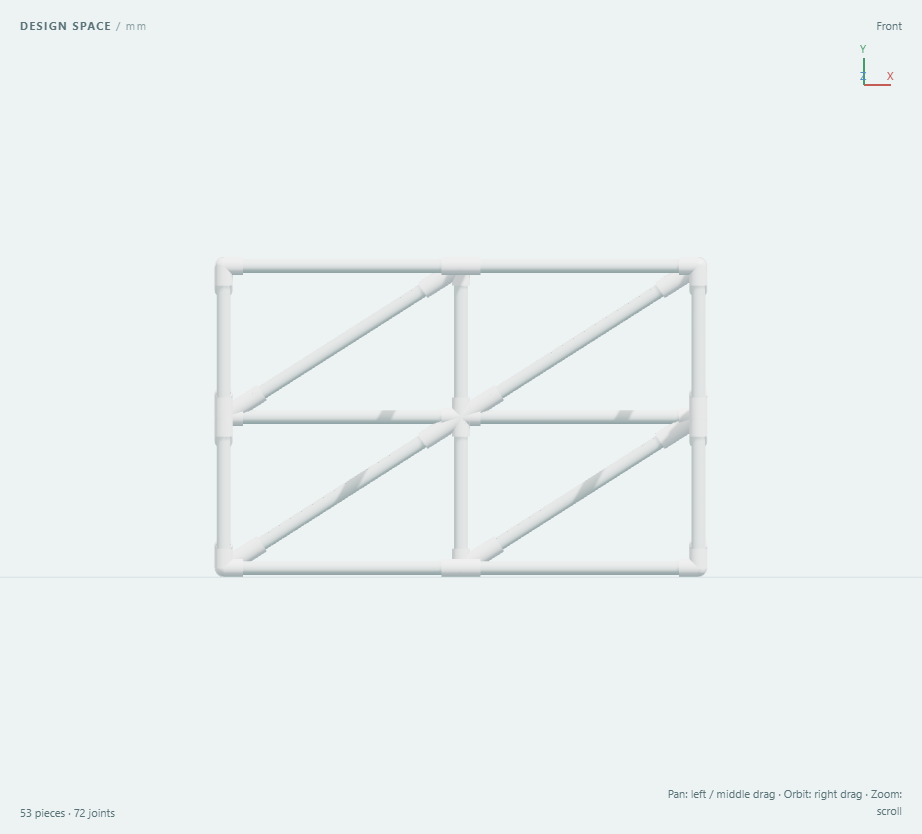 DESIGN SPACE / mm
Front
Y
Z X
53 pieces · 72 joints
Pan: left / middle drag · Orbit: right drag · Zoom:
scroll